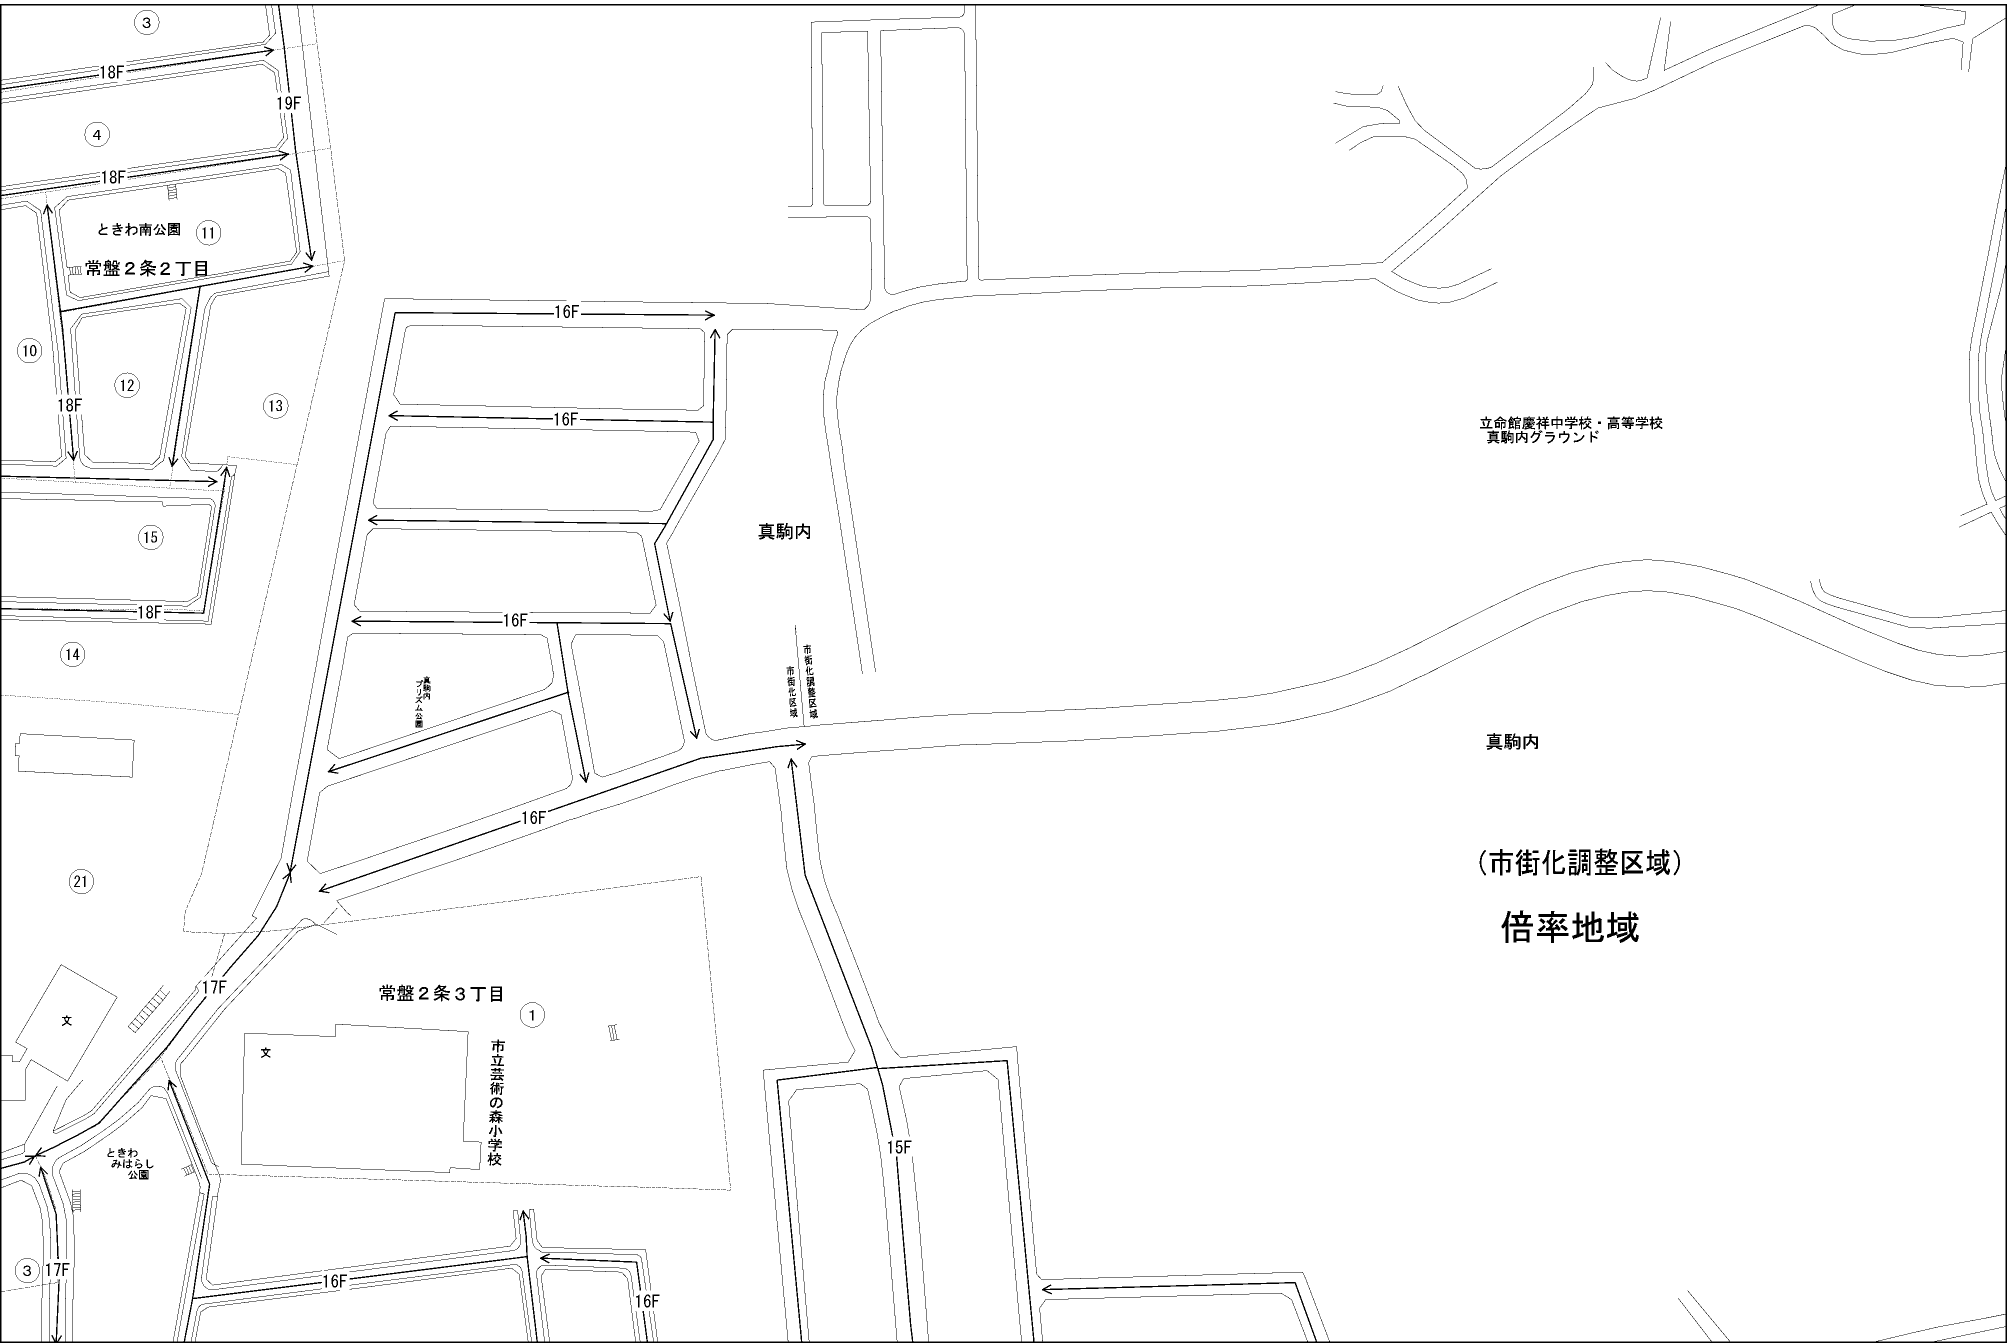 3
18F
19F
4
18F
ときわ南公園
11
常盤2条2丁目
16F
10
12
18F
13
16F
立命館慶祥中学校・高等学校
真駒内グラウンド
15
真駒内
18F
16F
14
市街化調整区域
市街化区域
真駒内
プリズム公園
真駒内
16F
(市街化調整区域)
21
倍率地域
17F
常盤2条3丁目
1
文
文
市立芸術の森小学校
15F
ときわ
みはらし
公園
3
17F
16F
16F